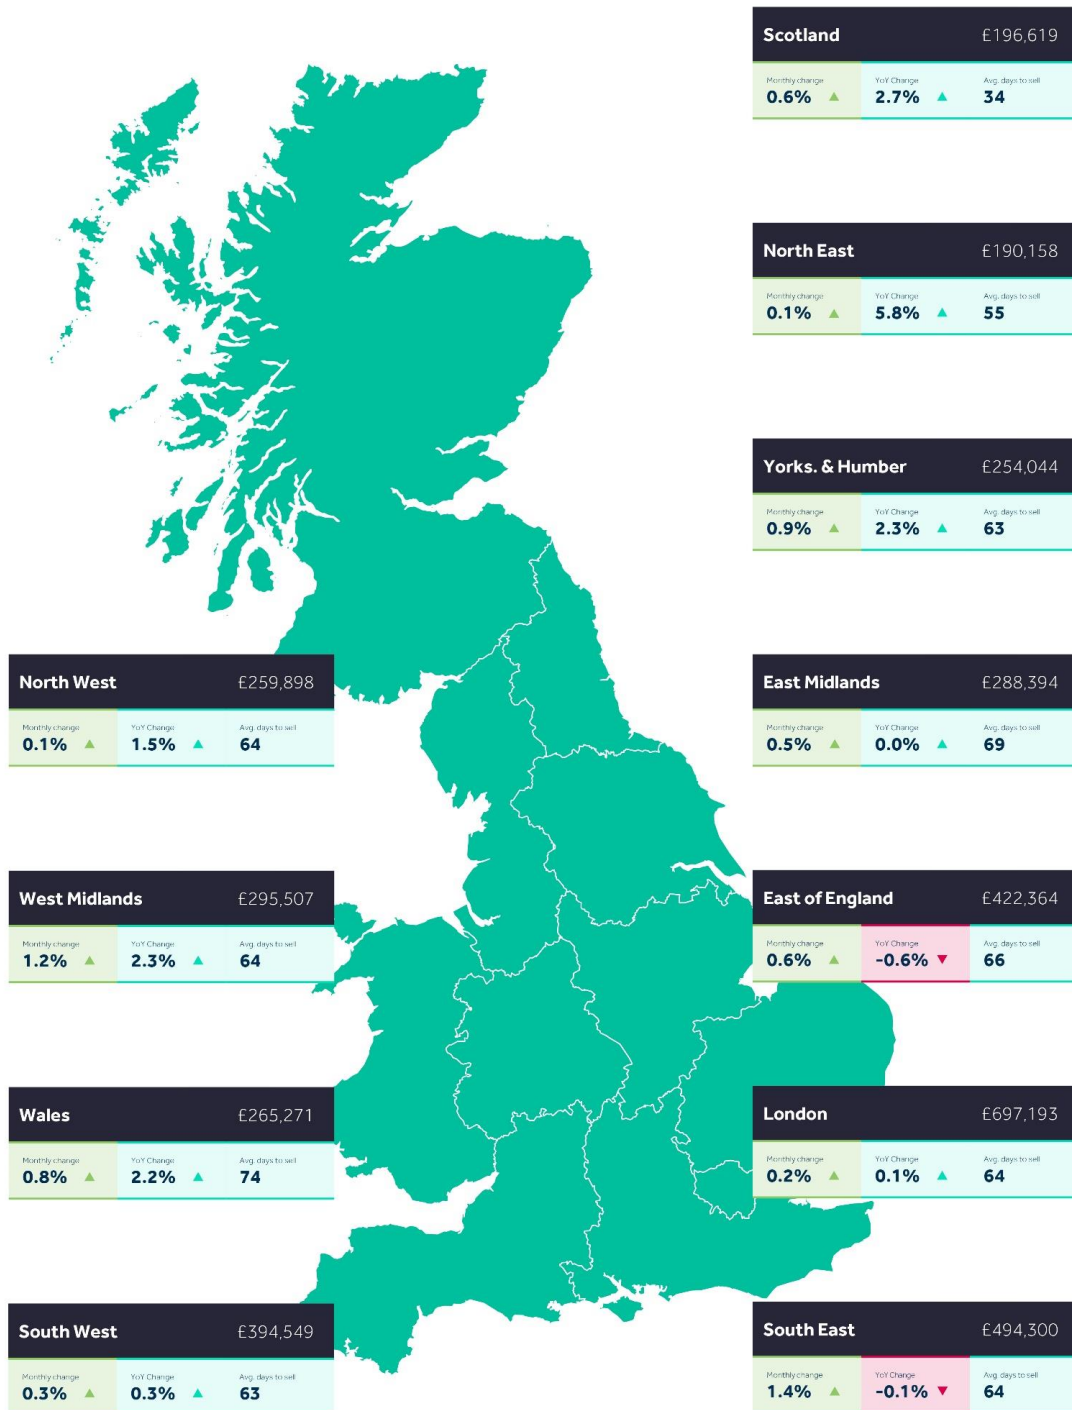 Scotland £196,619
Monthly change YoY Change Avg. days to sell
0.6% 2.7% 34
North East £190,158
Monthly change YoY Change Avg. days to sell
0.1% 5.8% 55
Yorks. & Humber £254,044
Monthly change YoY Change Avg. days to sell
0.9% 2.3% 63
North West £259,898
Monthly change YoY Change Avg. days to sell
0.1% 1.5% 64
East Midlands £288,394
Monthly change YoY Change Avg. days to sell
0.5% 0.0% 69
West Midlands £295,507
Monthly change YoY Change Avg. days to sell
1.2% 2.3% 64
East of England £422,364
Monthly change YoY Change Avg. days to sell
0.6% -0.6% 66
Wales £265,271
Monthly change YoY Change Avg. days to sell
0.8% 2.2% 74
London £697,193
Monthly change YoY Change Avg. days to sell
0.2% 0.1% 64
South West £394,549
Monthly change YoY Change Avg. days to sell
0.3% 0.3% 63
South East £494,300
Monthly change YoY Change Avg. days to sell
1.4% -0.1% 64